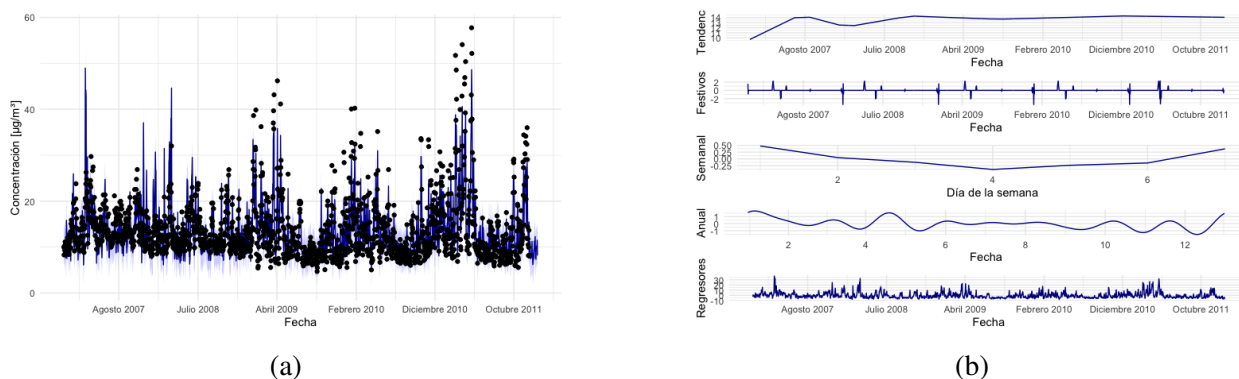 60
40
20
0
Concentración [µg/m³]
Agosto 2007 Julio 2008 Abril 2009 Febrero 2010 Diciembre 2010 Octubre 2011
Fecha
(a)
Tendenc
14
13
12
11
10
Agosto 2007 Julio 2008 Abril 2009 Febrero 2010 Diciembre 2010 Octubre 2011
Fecha
Festivos
2
0
-2
Agosto 2007 Julio 2008 Abril 2009 Febrero 2010 Diciembre 2010 Octubre 2011
Fecha
Semanal
0.50
0.25
0.00
-0.25
2 4 6
Día de la semana
Anual
1
0
-1
2 4 6 8 10 12
Fecha
Regresores
30
20
10
0
-10
Agosto 2007 Julio 2008 Abril 2009 Febrero 2010 Diciembre 2010 Octubre 2011
Fecha
(b)